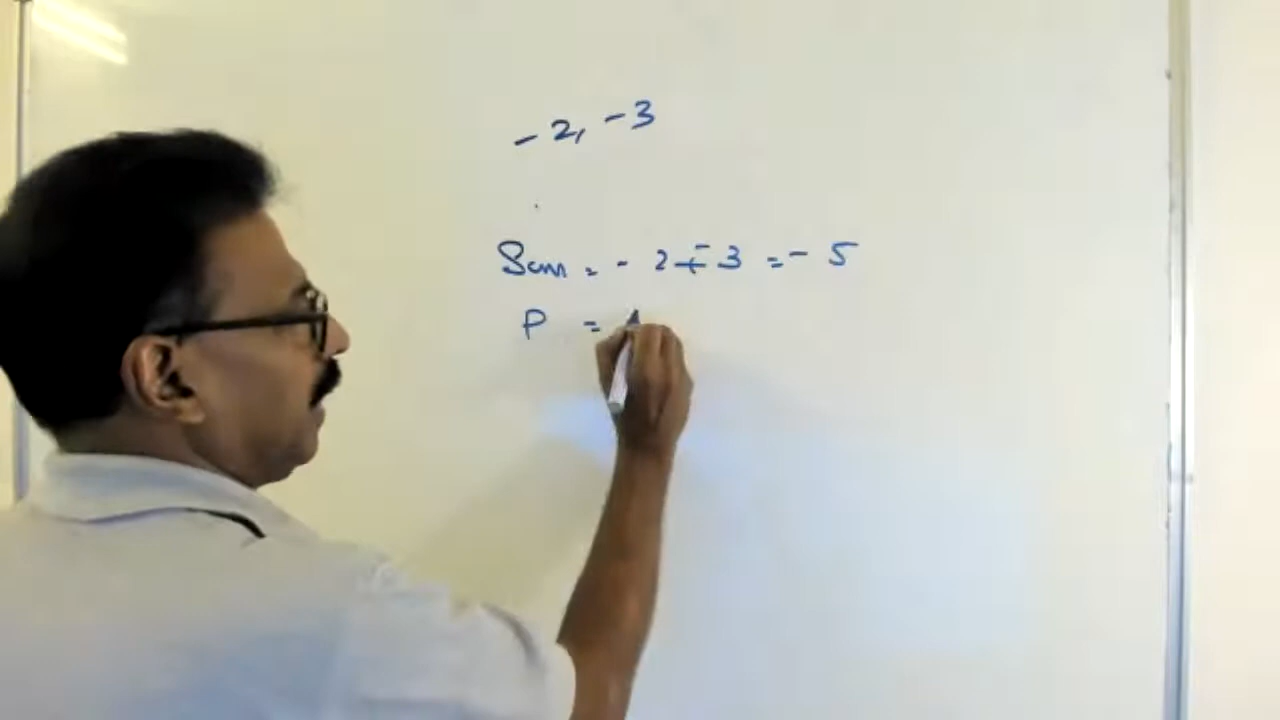 -2, -3
Sum = - 2 + - 3 = - 5
P =